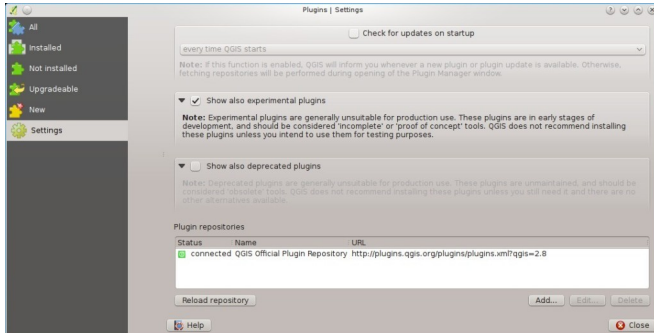 Plugins | Settings
All
Installed
Not installed
Upgradeable
New
Settings
Check for updates on startup
every time QGIS starts
Note: If this function is enabled, QGIS will inform you whenever a new plugin or plugin update is available. Otherwise,
fetching repositories will be performed during opening of the Plugin Manager window.
Show also experimental plugins
Note: Experimental plugins are generally unsuitable for production use. These plugins are in early stages of
development, and should be considered 'incomplete' or 'proof of concept' tools. QGIS does not recommend installing
these plugins unless you intend to use them for testing purposes.
Show also deprecated plugins
Note: Deprecated plugins are generally unsuitable for production use. These plugins are unmaintained, and should be
considered 'obsolete' tools. QGIS does not recommend installing these plugins unless you still need it and there are no
other alternatives available.
Plugin repositories
Status Name URL
connected QGIS Official Plugin Repository http://plugins.qgis.org/plugins/plugins.xml?qgis=2.8
Reload repository Add... Edit... Delete
Help Close